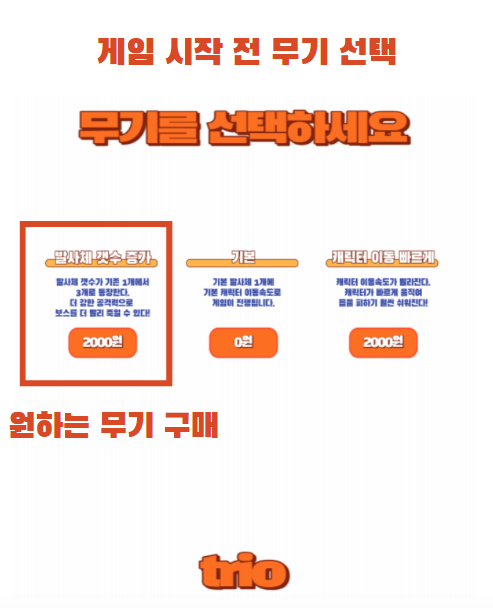 게임 시작 전 무기 선택
무기를 선택하세요
발사체 갯수 증가
발사체 갯수가 기존 1개에서
3개로 등장한다.
더 강한 공격력으로
보스를 더 빨리 죽일 수 있다!
2000원
기본
기본 발사체 1개에
기본 캐릭터 이동속도로
게임이 진행됩니다.
0원
캐릭터 이동 빠르게
캐릭터 이동속도가 빨라진다.
캐릭터가 빠르게 움직여
몹을 피하기 훨씬 쉬워진다!
2000원
원하는 무기 구매
trio